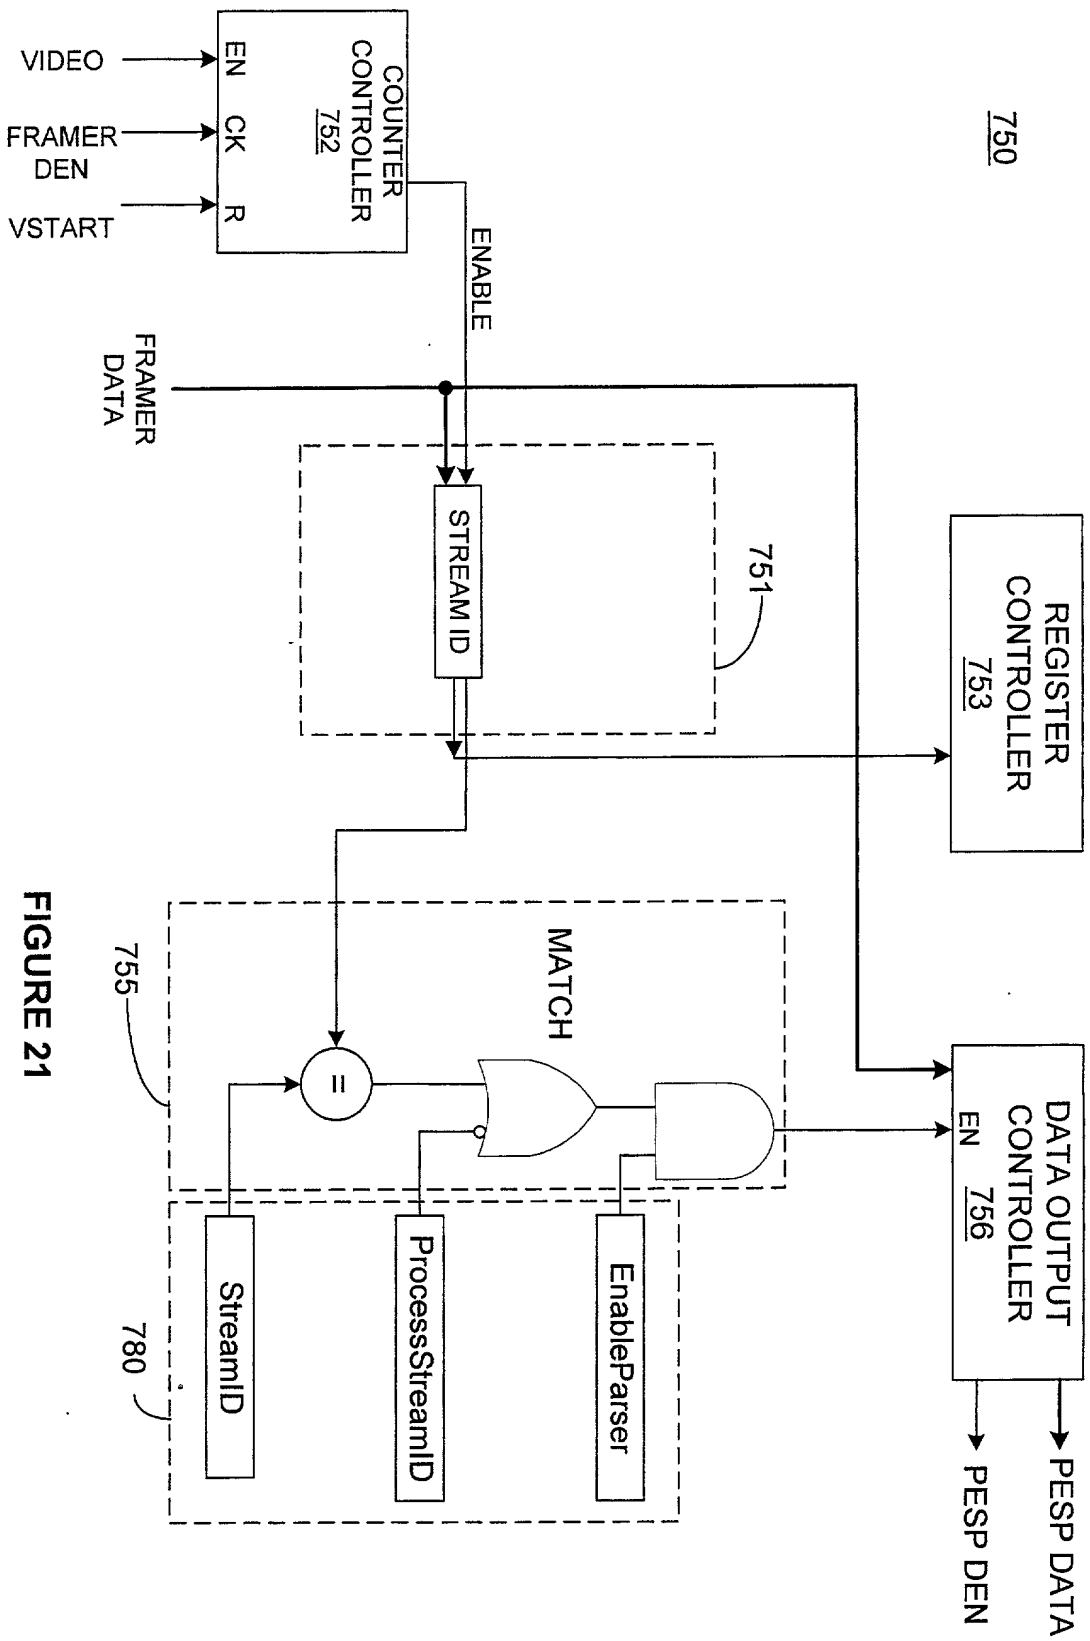 750
REGISTER
CONTROLLER
753
DATA OUTPUT
CONTROLLER
756
EN
PESP DATA
PESP DEN
COUNTER
CONTROLLER
752
EN
CK
R
VIDEO
FRAMER
DEN
VSTART
ENABLE
FRAMER
DATA
751
STREAM ID
MATCH
=
755
EnableParser
ProcessStreamID
StreamID
780
FIGURE 21